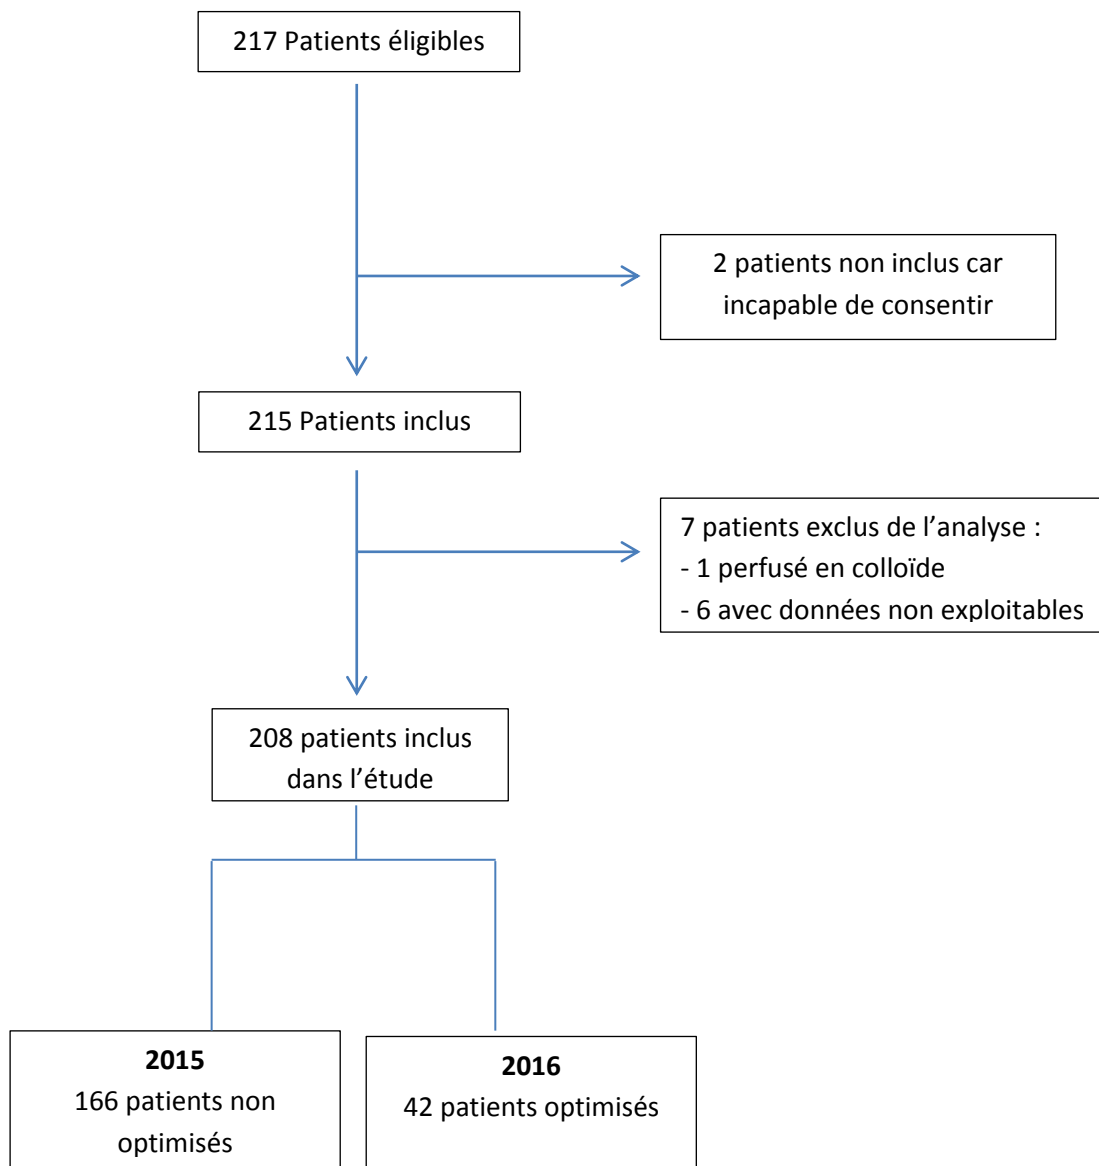 217 Patients éligibles
2 patients non inclus car
incapable de consentir
215 Patients inclus
7 patients exclus de l’analyse :
- 1 perfusé en colloïde
- 6 avec données non exploitables
208 patients inclus
dans l’étude
2015
166 patients non
optimisés
2016
42 patients optimisés